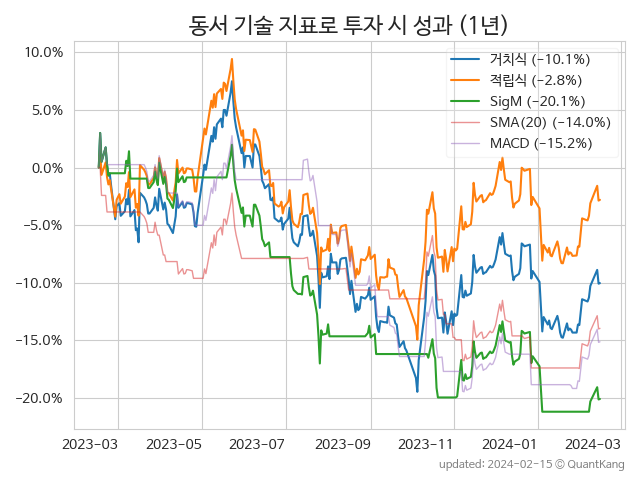 동서 기술 지표로 투자 시 성과 (1년)
10.0%
5.0%
0.0%
−5.0%
−10.0%
−15.0%
−20.0%
거치식 (−10.1%)
적립식 (−2.8%)
SigM (−20.1%)
SMA(20) (−14.0%)
MACD (−15.2%)
2023-03
2023-05
2023-07
2023-09
2023-11
2024-01
2024-03
updated: 2024-02-15 © QuantKang